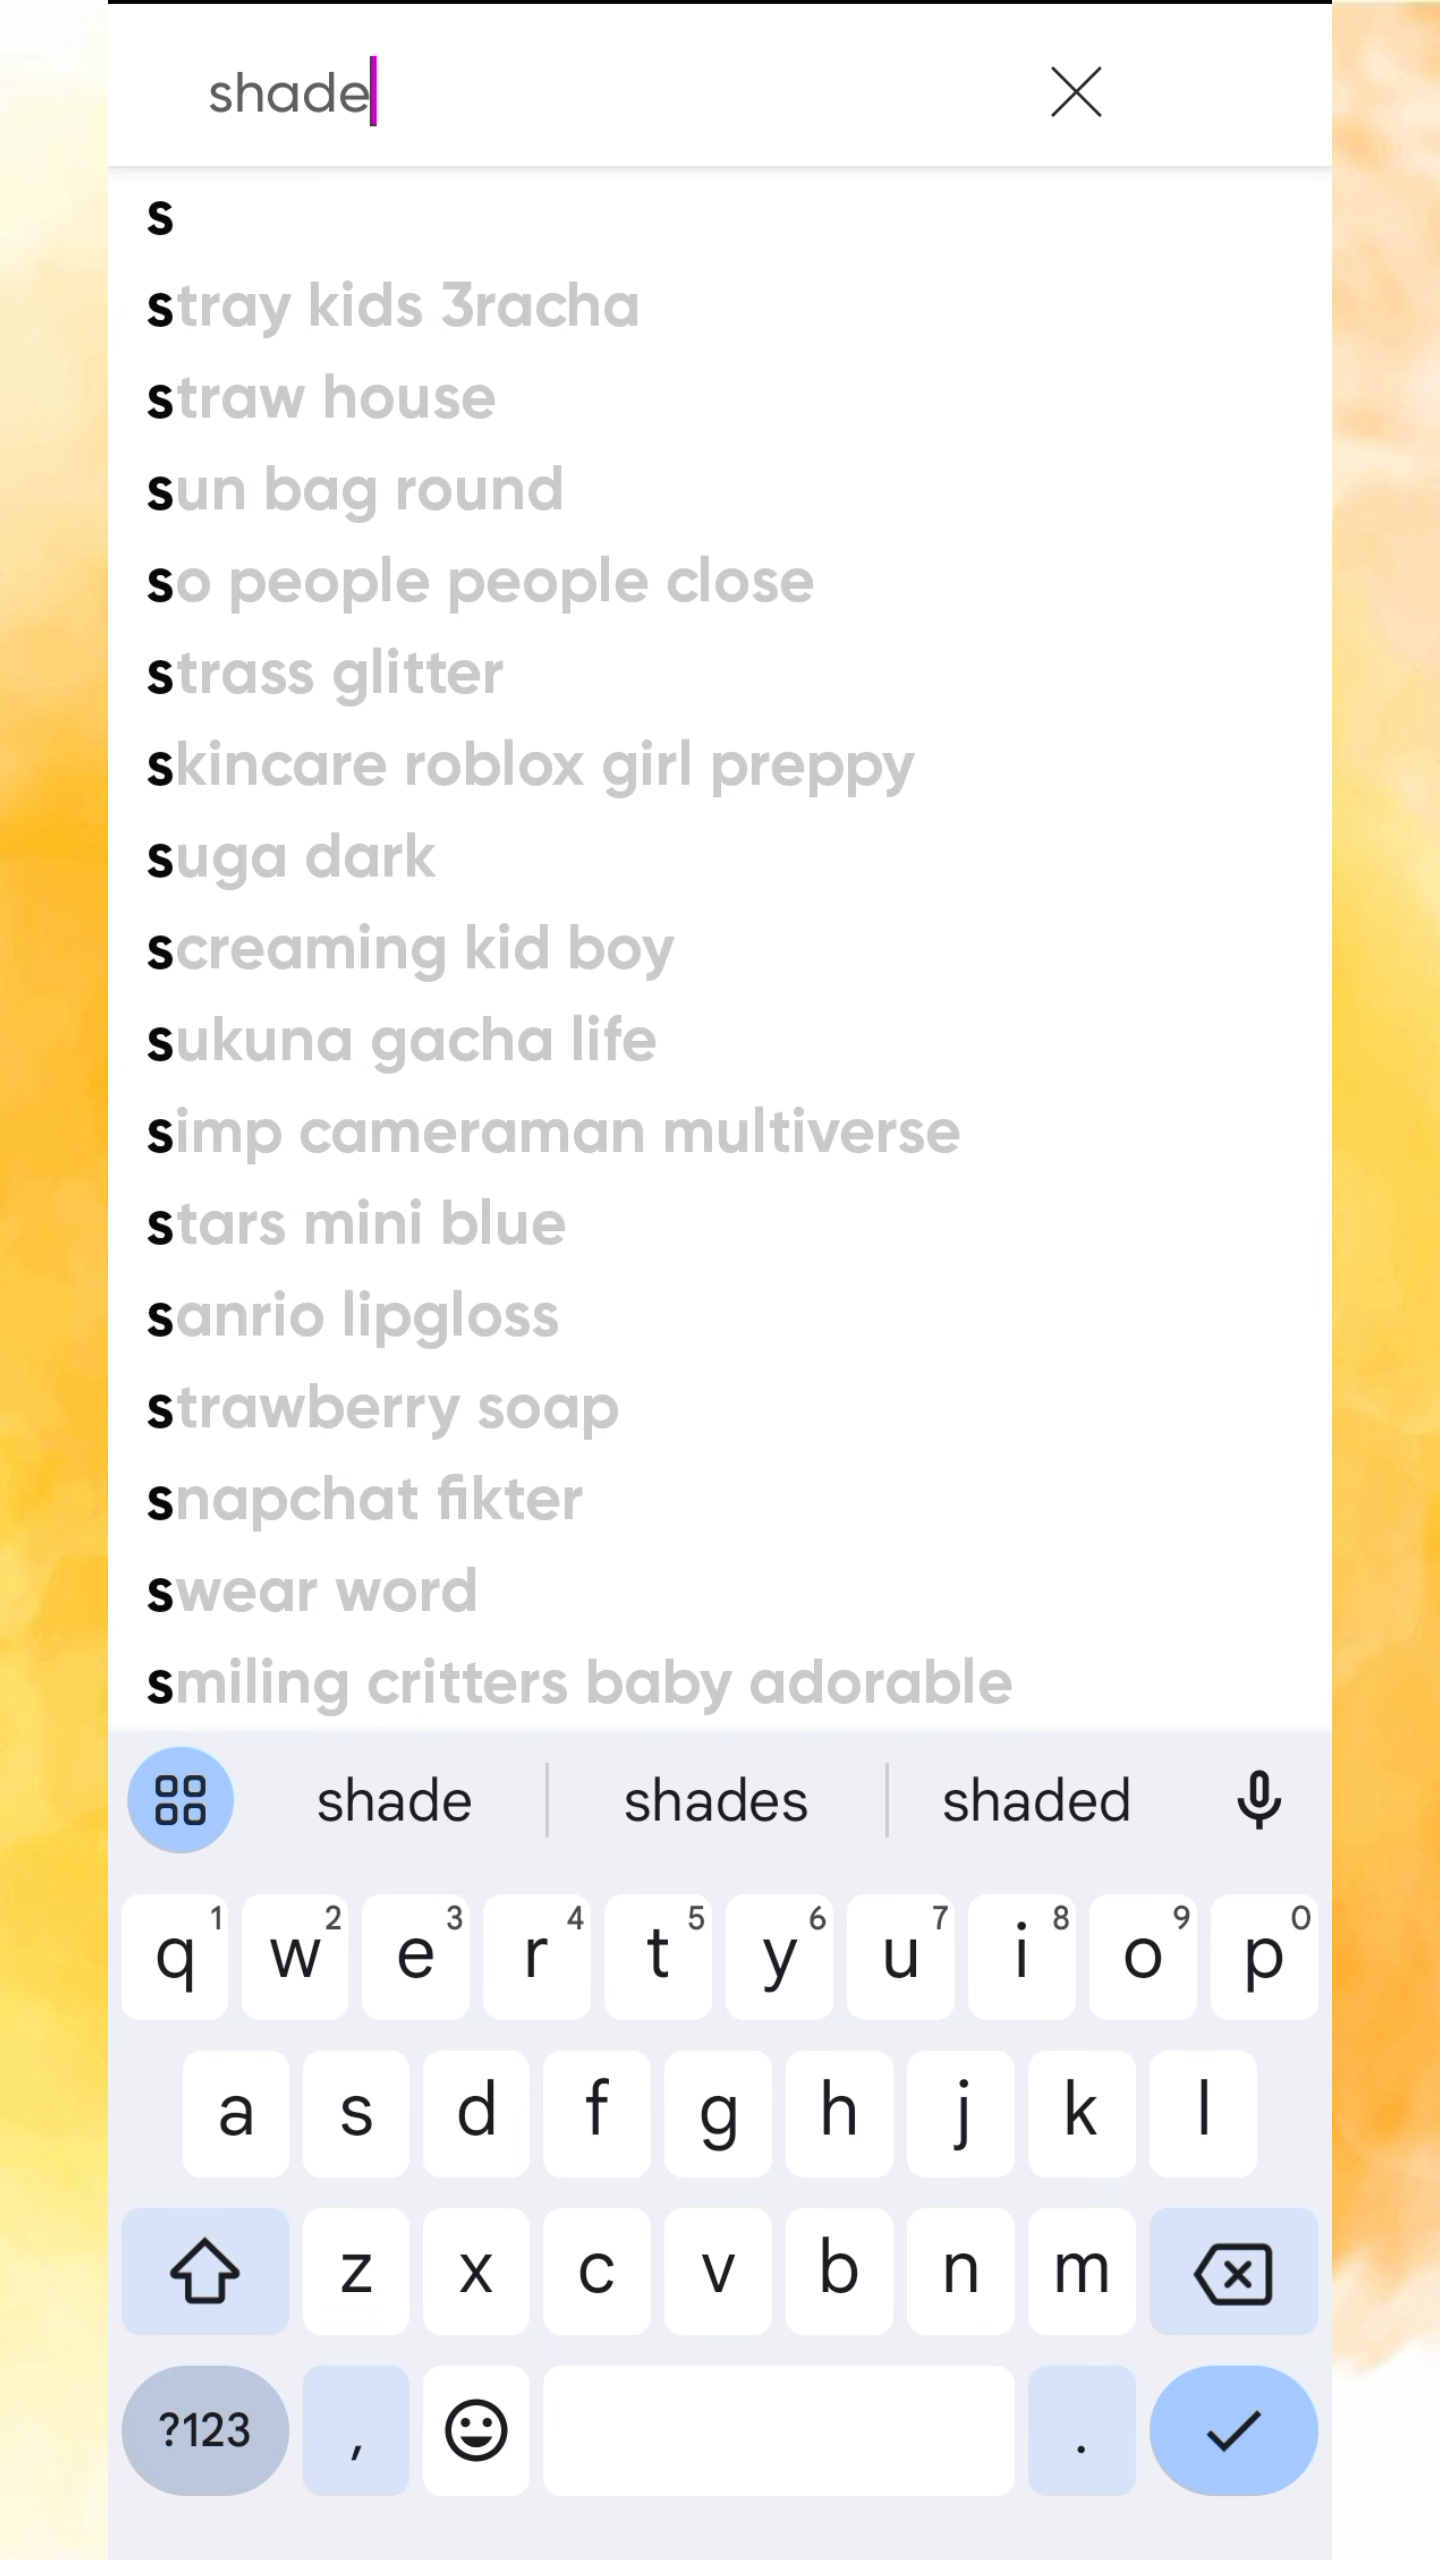 shade
s
stray kids 3racha
straw house
sun bag round
so people people close
strass glitter
skincare roblox girl preppy
suga dark
screaming kid boy
sukuna gacha life
simp cameraman multiverse
stars mini blue
sanrio lipgloss
strawberry soap
snapchat fikter
swear word
smiling critters baby adorable
shade shades shaded
1 2 3 4 5 6 7 8 9 0
q w e r t y u i o p
a s d f g h j k l
z x c v b n m
?123 , .